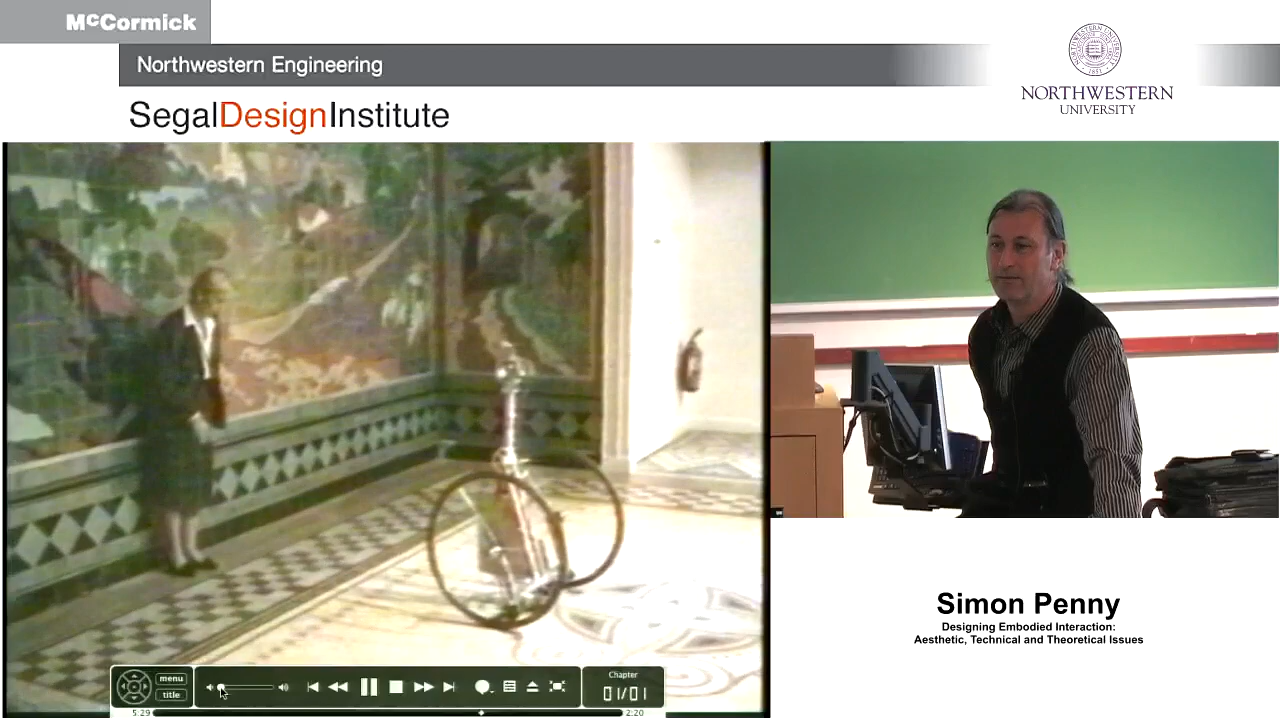 McCormick
Northwestern Engineering
NORTHWESTERN
UNIVERSITY
SegalDesignInstitute
menu
title
Chapter
01/01
5:29
2:20
Simon Penny
Designing Embodied Interaction:
Aesthetic, Technical and Theoretical Issues